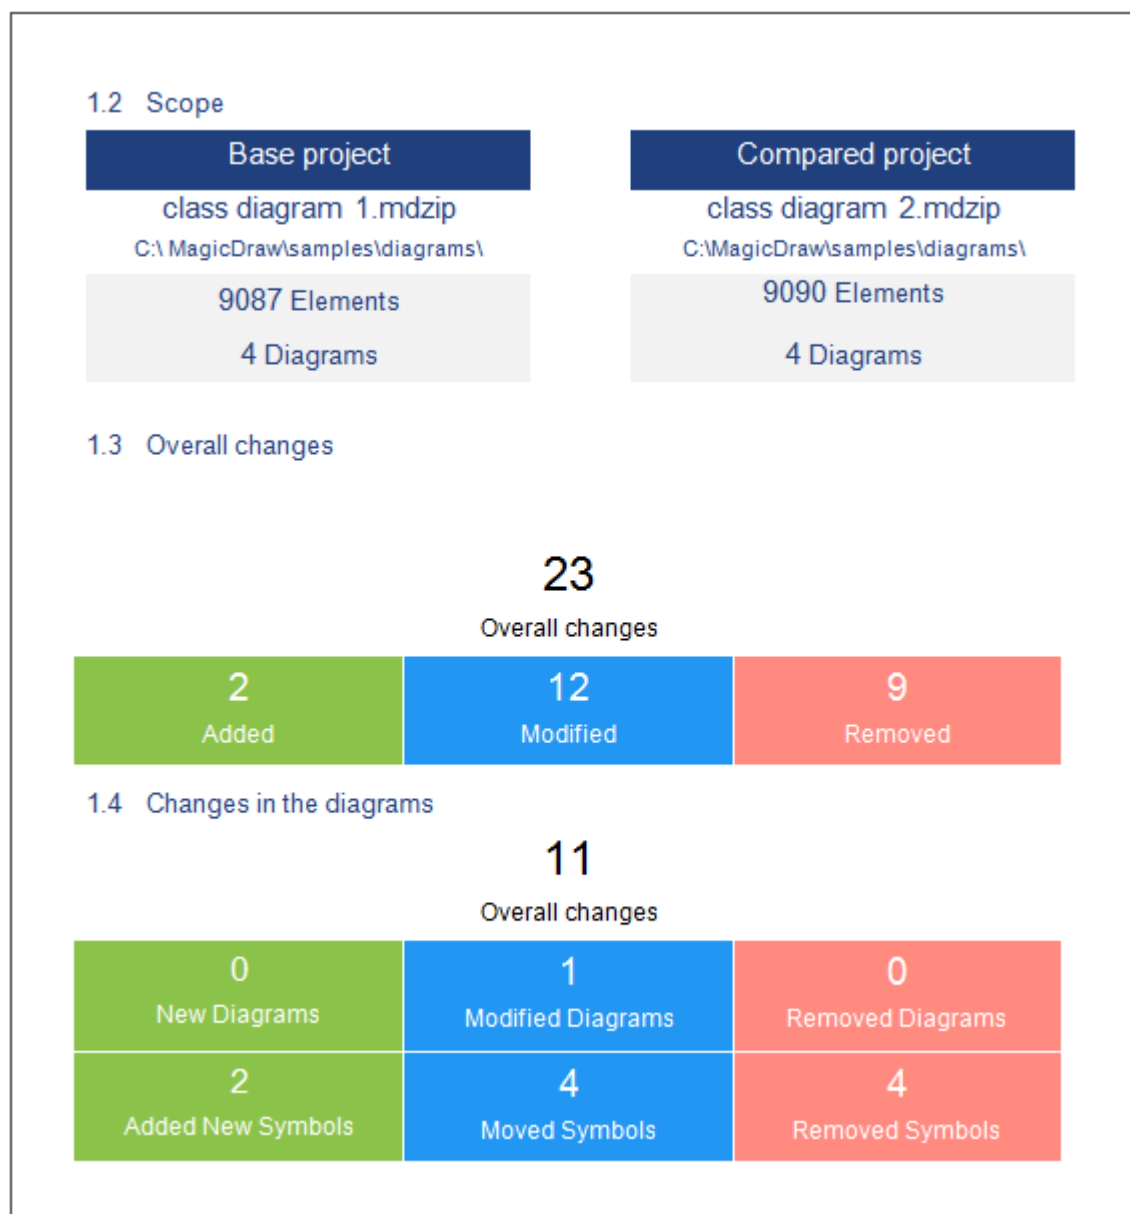 1.2 Scope
Base project
Compared project
class diagram 1.mdzip
class diagram 2.mdzip
C:\ MagicDraw\samples\diagrams\
C:\MagicDraw\samples\diagrams\
9087 Elements
9090 Elements
4 Diagrams
4 Diagrams
1.3 Overall changes
23
Overall changes
2
12
9
Added
Modified
Removed
1.4 Changes in the diagrams
11
Overall changes
0
1
0
New Diagrams
Modified Diagrams
Removed Diagrams
2
4
4
Added New Symbols
Moved Symbols
Removed Symbols